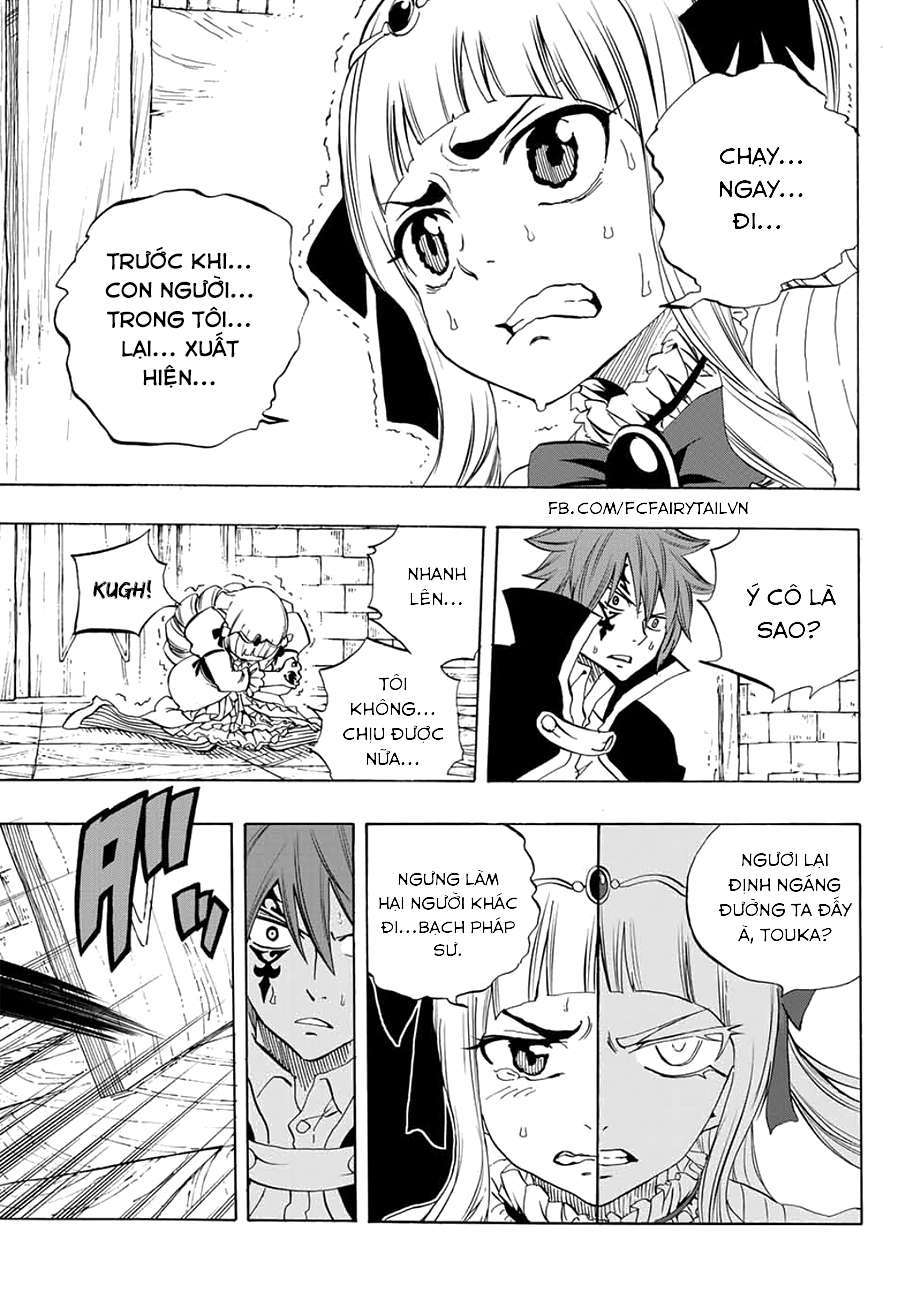 CHẠY...
NGAY...
ĐI...
TRƯỚC KHI...
CON NGƯỜI...
TRONG TÔI...
LẠI... XUẤT
HIỆN...
FB.COM/FCFAIRYTAILVN
Ý CÔ LÀ
SAO?
NHANH
LÊN...
TÔI
KHÔNG...
CHỊU ĐƯỢC
NỮA...
KUGH!
NGƯƠI LẠI
ĐỊNH NGÁNG
ĐƯỜNG TA ĐẤY
À, TOUKA?
NGƯNG LÀM
HẠI NGƯỜI KHÁC
ĐI...BẠCH PHÁP
SƯ.